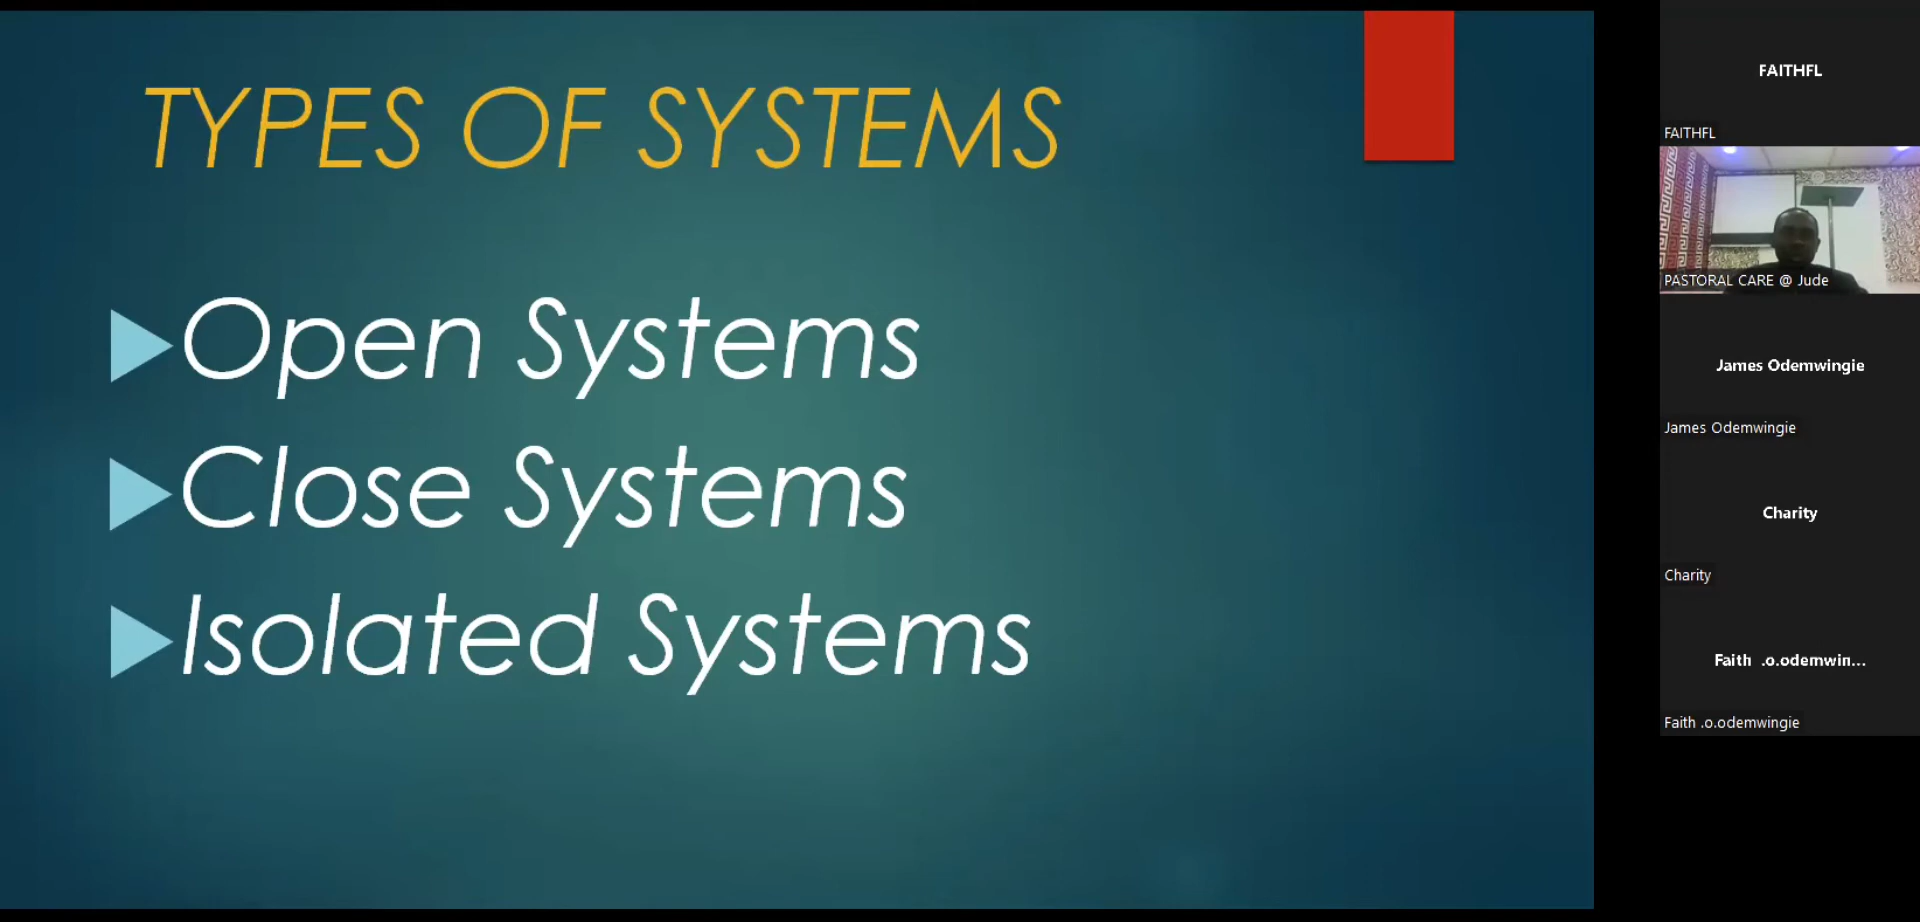 TYPES OF SYSTEMS
Open Systems
Close Systems
Isolated Systems
FAITHFL
FAITHFL
PASTORAL CARE @ Jude
James Odemwingie
James Odemwingie
Charity
Charity
Faith .o.odemwin...
Faith .o.odemwingie